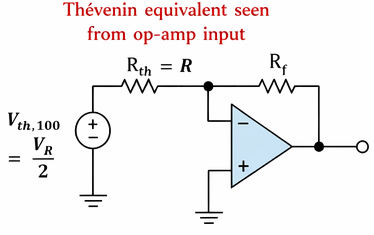 Thévenin equivalent seen
from op-amp input
R_th = R
R_f
V_th,100
= V_R/2
+
−
−
+